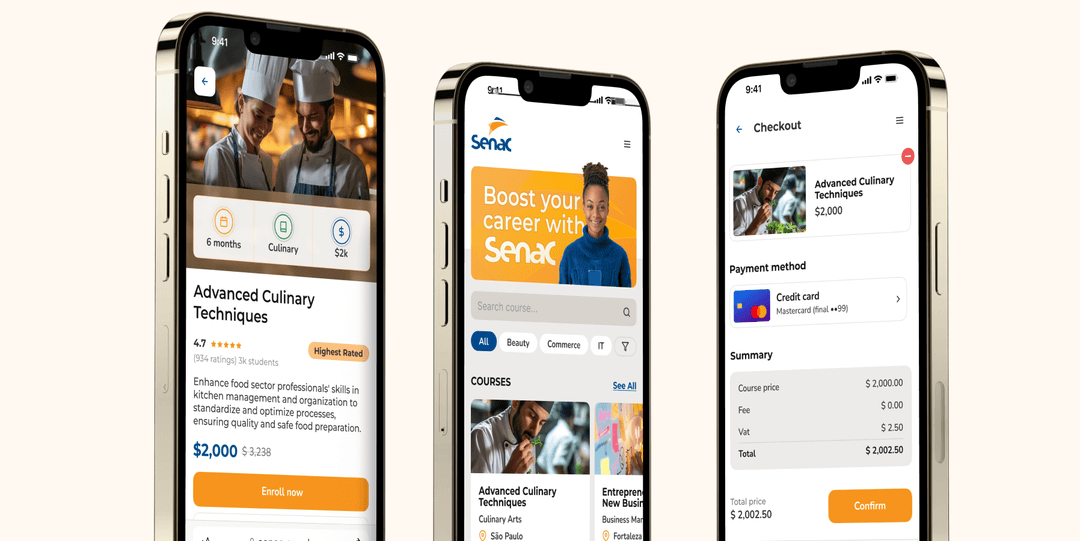 9:41
6 months
Culinary
$2k
Advanced Culinary
Techniques
4.7
(934 ratings) 3k students
Highest Rated
Enhance food sector professionals' skills in
kitchen management and organization to
standardize and optimize processes,
ensuring quality and safe food preparation.
$2,000 $ 3,238
Enroll now
Senac
Boost your
career with
Senac
Search course...
All
Beauty
Commerce
IT
COURSES
See All
Advanced Culinary
Techniques
Culinary Arts
São Paulo
New Busin
Business Mar
Fortaleza
9:41
Checkout
Advanced Culinary
Techniques
$2,000
Payment method
Credit card
Mastercard (final ••99)
Summary
Course price $ 2,000.00
Fee $ 0.00
Vat $ 2.50
Total $ 2,002.50
Total price
$ 2,002.50
Confirm